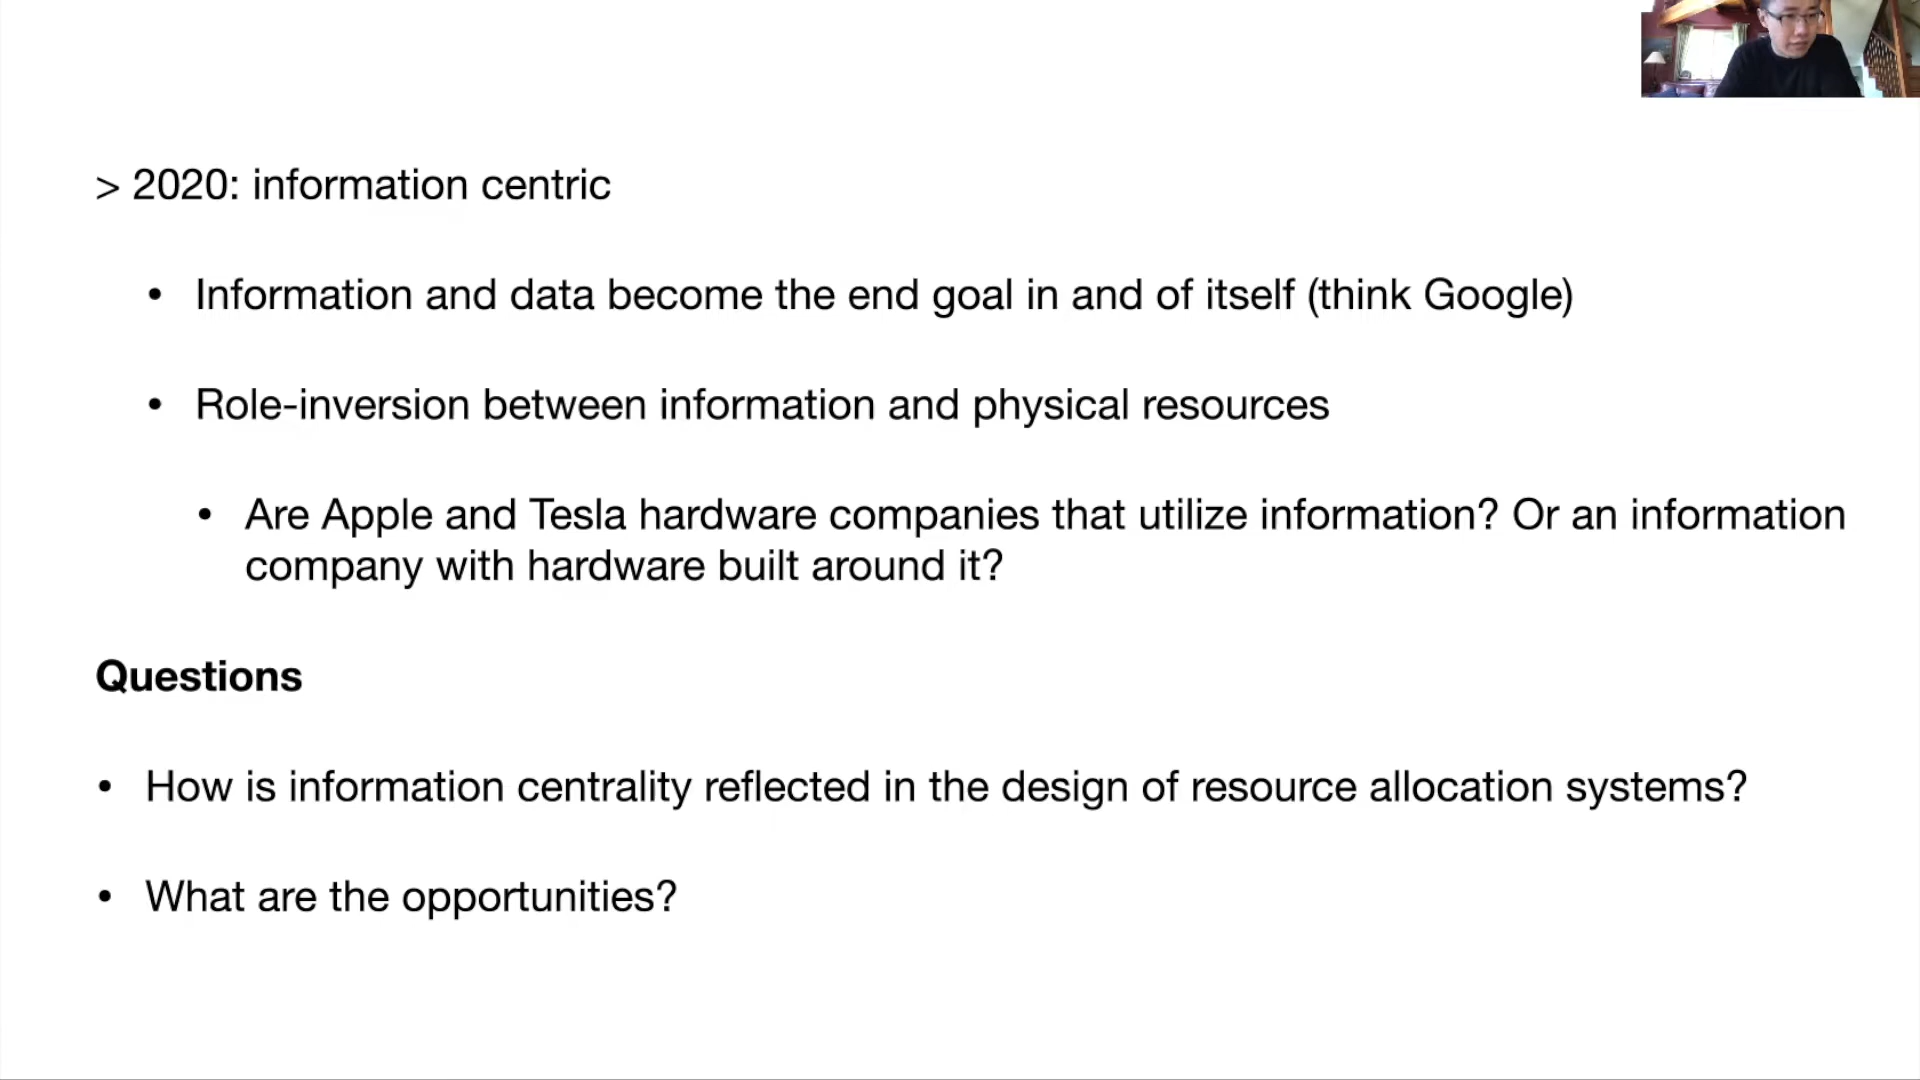 > 2020: information centric
• Information and data become the end goal in and of itself (think Google)
• Role-inversion between information and physical resources
• Are Apple and Tesla hardware companies that utilize information? Or an information
company with hardware built around it?
Questions
• How is information centrality reflected in the design of resource allocation systems?
• What are the opportunities?